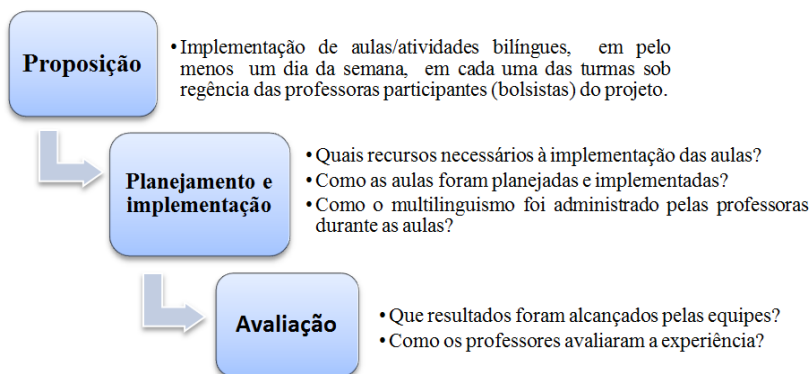 Proposição
• Implementação de aulas/atividades bilíngues, em pelo
menos um dia da semana, em cada uma das turmas sob
regência das professoras participantes (bolsistas) do projeto.
Planejamento e
implementação
• Quais recursos necessários à implementação das aulas?
• Como as aulas foram planejadas e implementadas?
• Como o multilinguismo foi administrado pelas professoras
durante as aulas?
Avaliação
• Que resultados foram alcançados pelas equipes?
• Como os professores avaliaram a experiência?